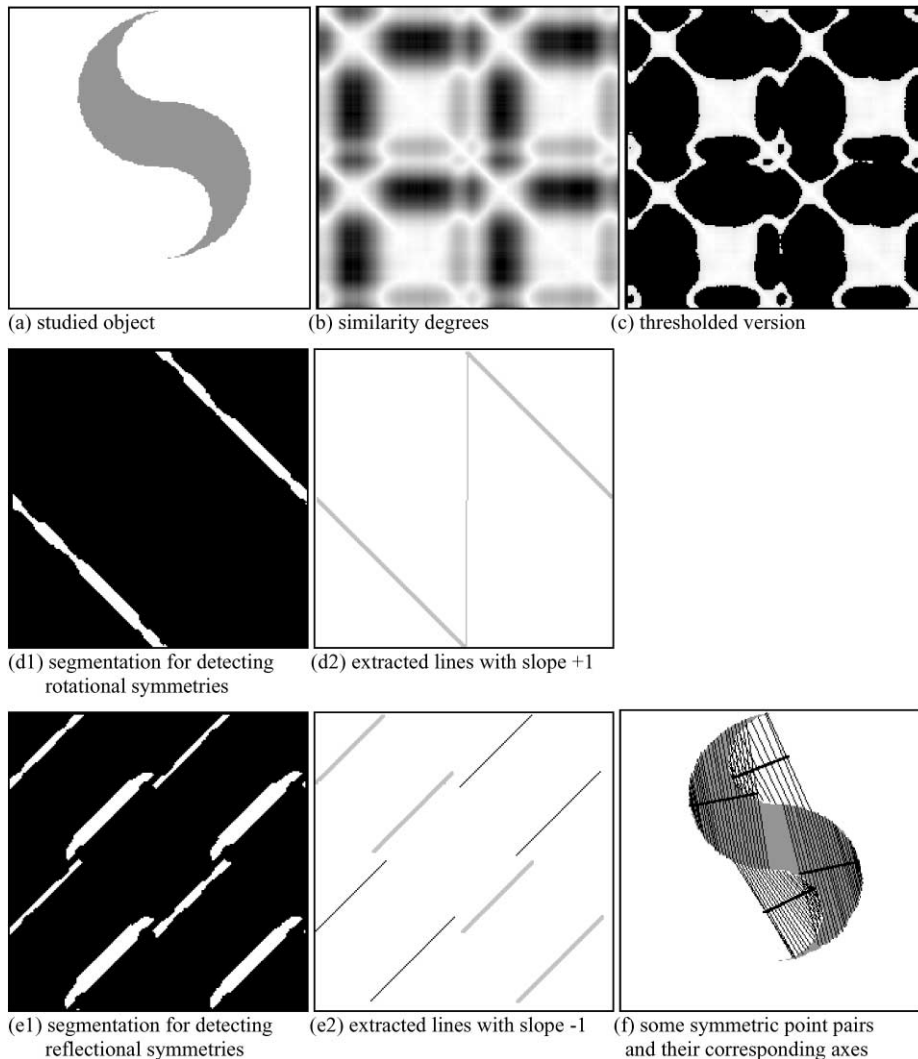 (a) studied object
(b) similarity degrees
(c) thresholded version
(d1) segmentation for detecting
rotational symmetries
(d2) extracted lines with slope +1
(e1) segmentation for detecting
reflectional symmetries
(e2) extracted lines with slope -1
(f) some symmetric point pairs
and their corresponding axes